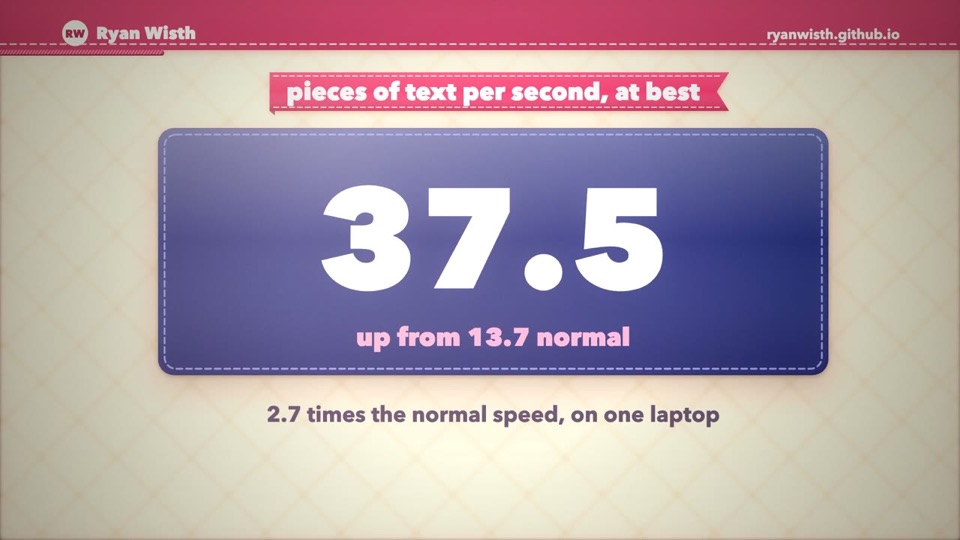 RW Ryan Wisth
ryanwisth.github.io
pieces of text per second, at best
37.5
up from 13.7 normal
2.7 times the normal speed, on one laptop